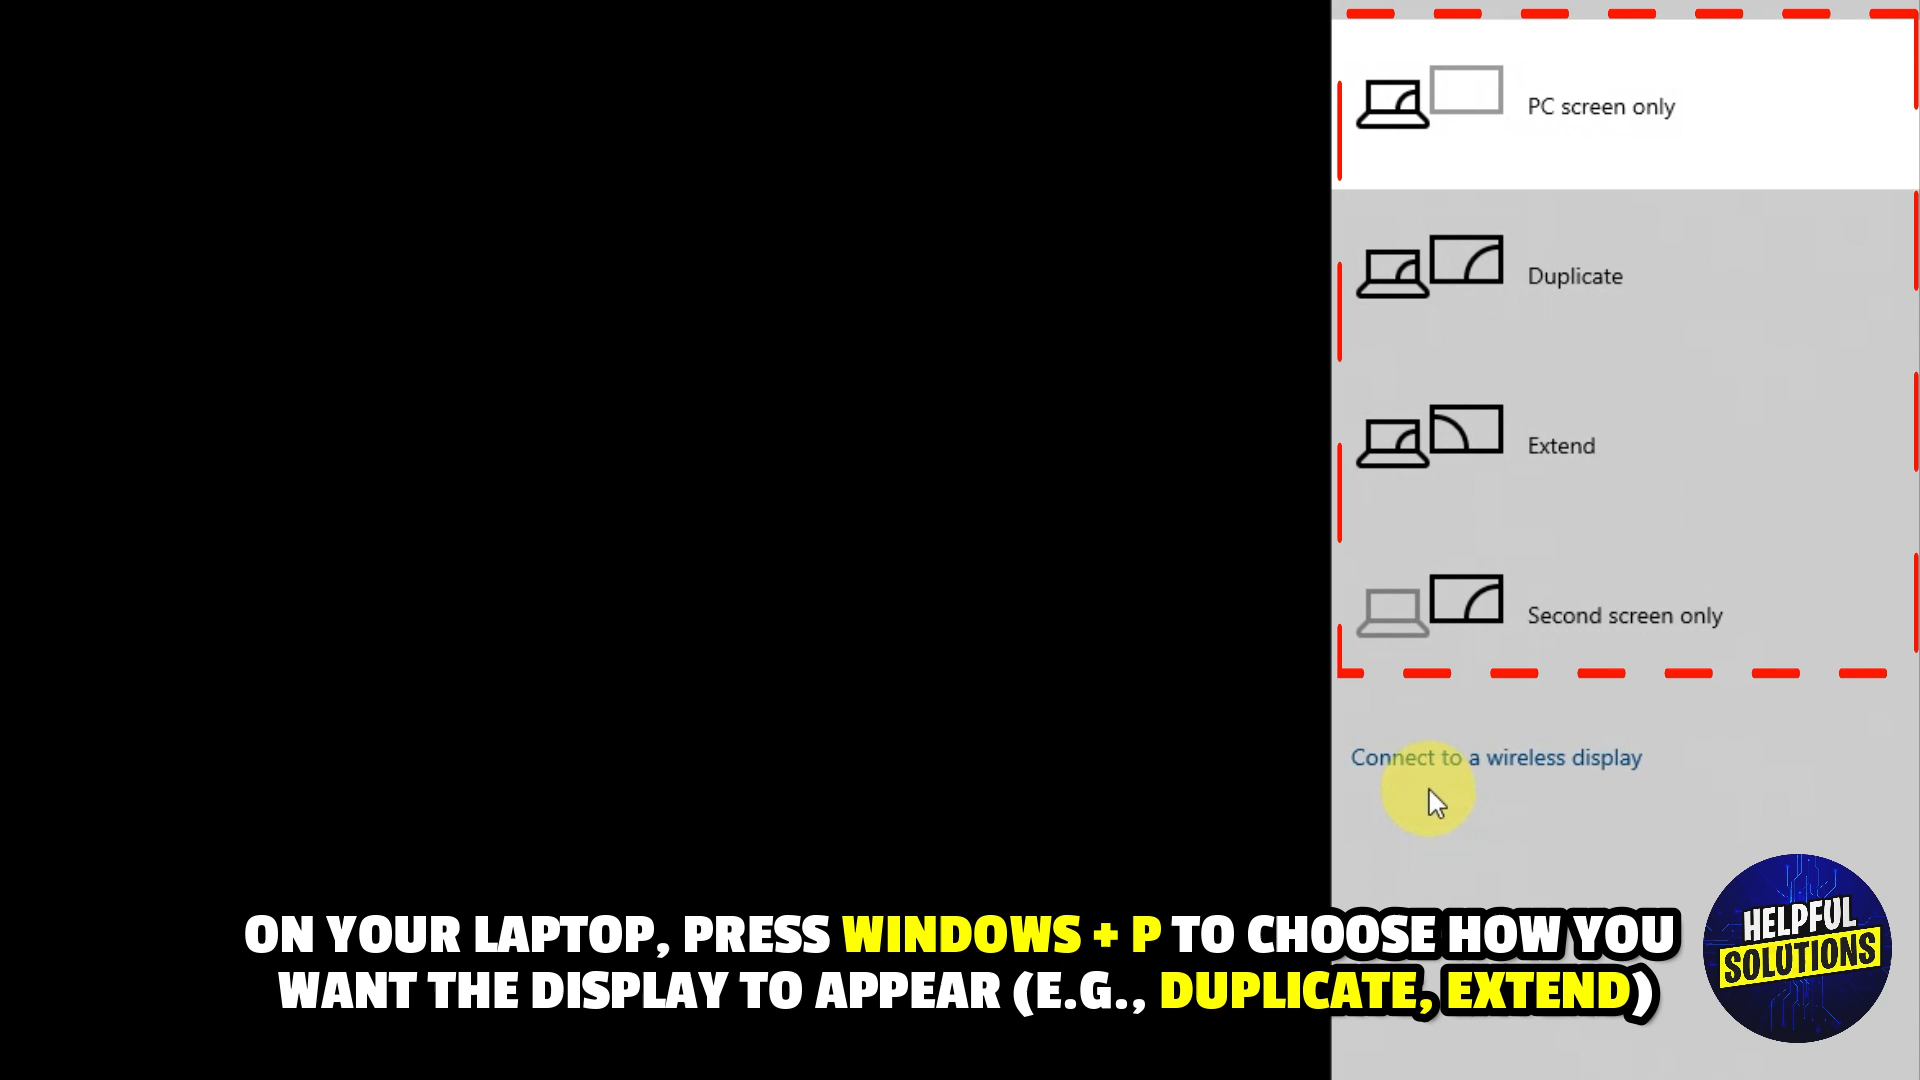 PC screen only
Duplicate
Extend
Second screen only
Connect to a wireless display
ON YOUR LAPTOP, PRESS WINDOWS + P TO CHOOSE HOW YOU
WANT THE DISPLAY TO APPEAR (E.G., DUPLICATE, EXTEND)
HELPFUL
SOLUTIONS